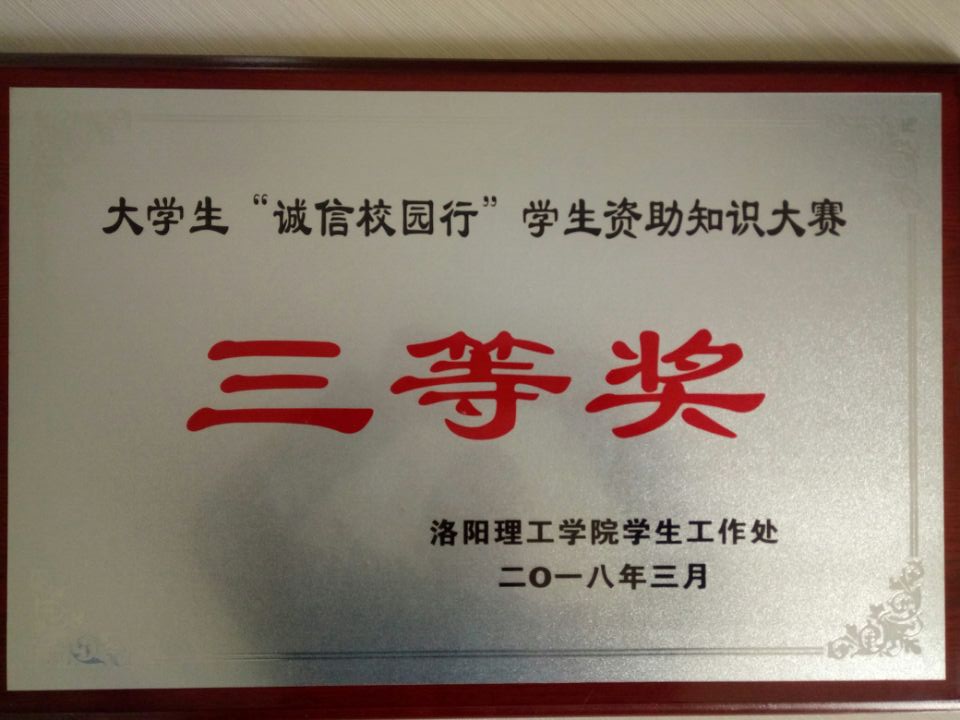 大学生“诚信校园行”学生资助知识大赛
三等奖
洛阳理工学院学生工作处
二O一八年三月